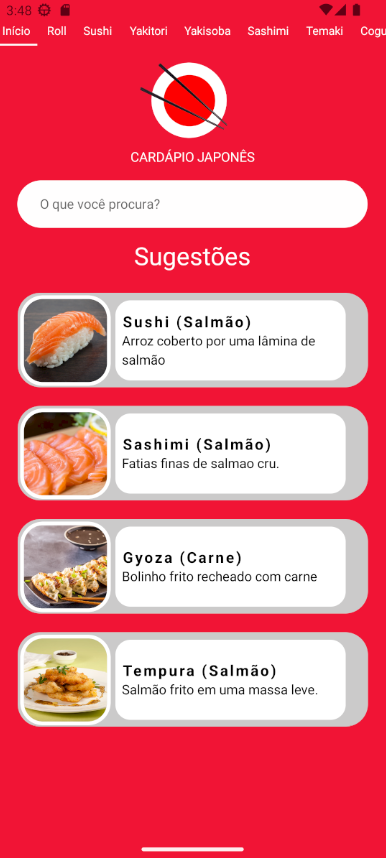 3:48
Início Roll Sushi Yakitori Yakisoba Sashimi Temaki Cogu
CARDÁPIO JAPONÊS
O que você procura?
Sugestões
Sushi (Salmão)
Arroz coberto por uma lâmina de
salmão
Sashimi (Salmão)
Fatias finas de salmao cru.
Gyoza (Carne)
Bolinho frito recheado com carne
Tempura (Salmão)
Salmão frito em uma massa leve.